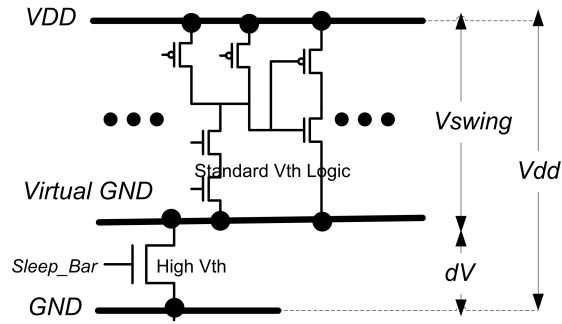 VDD
Vswing
Vdd
Standard Vth Logic
Virtual GND
Sleep_Bar
High Vth
dV
GND